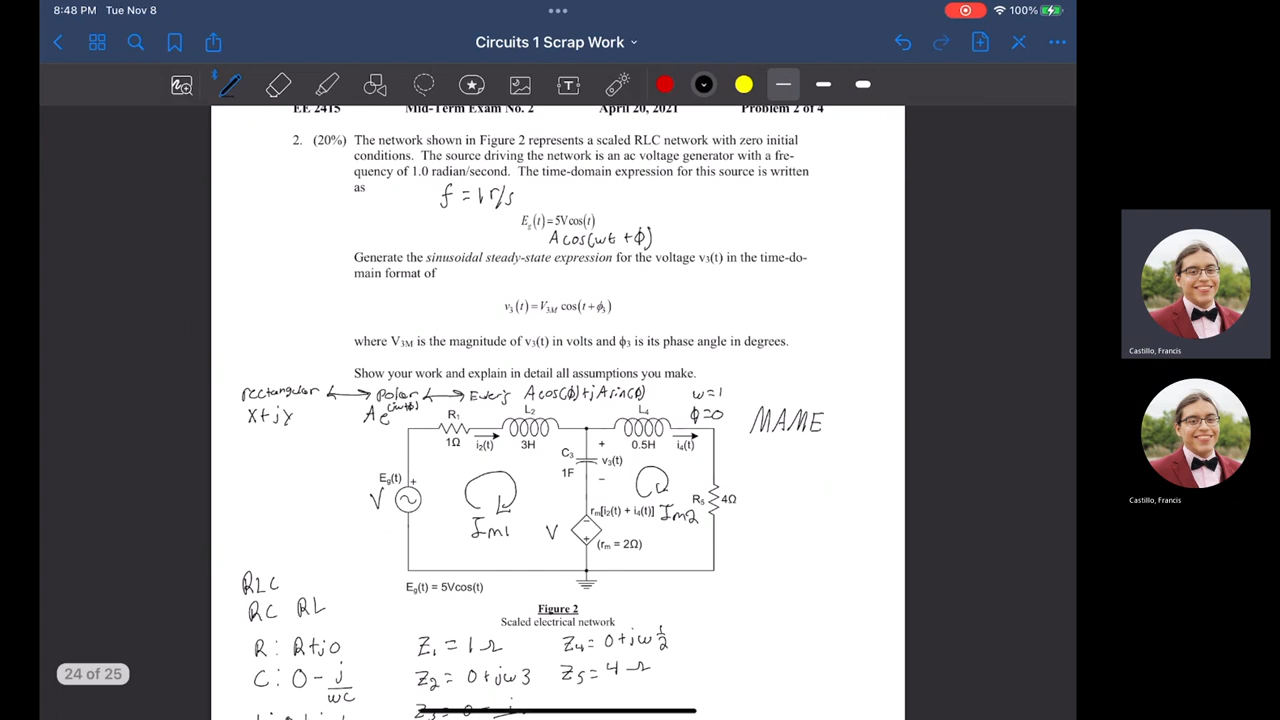 8:48 PM Tue Nov 8
100%
Circuits 1 Scrap Work
EE 2415 Mid-Term Exam No. 2 April 20, 2021 Problem 2 of 4
2. (20%) The network shown in Figure 2 represents a scaled RLC network with zero initial
conditions. The source driving the network is an ac voltage generator with a fre-
quency of 1.0 radian/second. The time-domain expression for this source is written
as
f = 1 r/s
E_g(t) = 5Vcos(t)
A cos(wt + ϕ)
Generate the sinusoidal steady-state expression for the voltage v3(t) in the time-do-
main format of
v₃(t) = V₃M cos(t + ϕ₃)
where V3M is the magnitude of v3(t) in volts and ϕ3 is its phase angle in degrees.
Show your work and explain in detail all assumptions you make.
rectangular ↔ polar ↔ Euler's A cos(ϕ) + jA sin(ϕ) w = 1
x + jy A e^j(wt+ϕ) ϕ = 0 MAME
R1 L2 L4
1Ω i2(t) 3H 0.5H i4(t)
C3 + v3(t) −
1F
Eg(t) +
V
R5 4Ω
rm[i2(t) + i4(t)] Im2
Im1 V − +
(rm = 2Ω)
Eg(t) = 5Vcos(t)
RLC
RC RL
Figure 2
Scaled electrical network
R: R + j0 Z1 = 1 Ω Z4 = 0 + jw 1/2
C: 0 − j/wC Z2 = 0 + jw3 Z5 = 4 Ω
Z3 = 0 − j
24 of 25
Castillo, Francis
Castillo, Francis